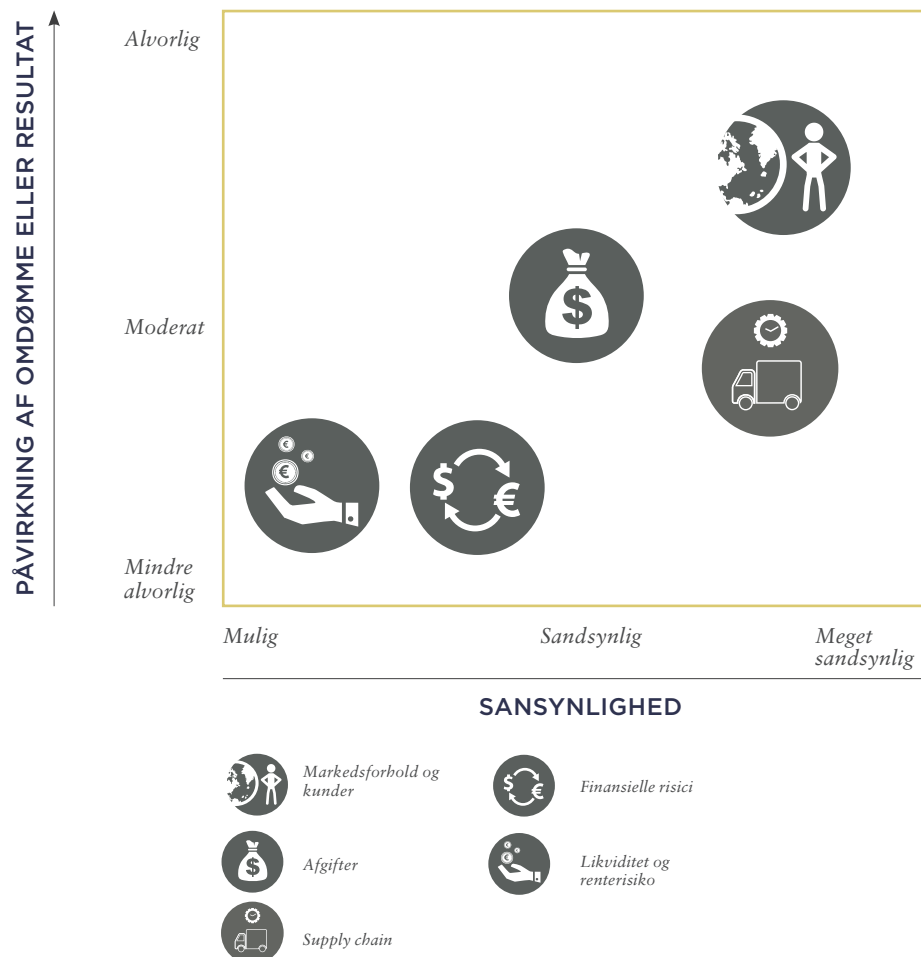 PÅVIRKNING AF OMDØMME ELLER RESULTAT
Alvorlig
Moderat
Mindre
alvorlig
$
$
€
€
€
€
Mulig
Sandsynlig
Meget
sandsynlig
SANSYNLIGHED
Markedsforhold og
kunder
$
€
Finansielle risici
$
Afgifter
€
€
€
Likviditet og
renterisiko
Supply chain